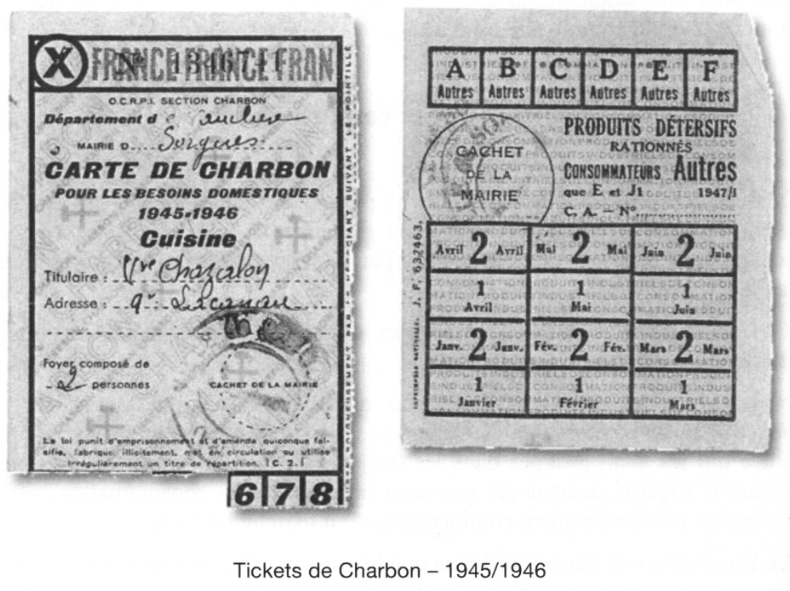 X FRANCE FRANCE FRAN
O.C.R.P.I. SECTION CHARBON
Département d Vaucluse
MAIRIE D Sorgues
CARTE DE CHARBON
POUR LES BESOINS DOMESTIQUES
1945-1946
Cuisine
Titulaire : Vve Chazalon
Adresse :
Foyer composé de
2 personnes
CACHET DE LA MAIRIE
La loi punit d'emprisonnement et d'amende quiconque fal-
sifie, fabrique illicitement, met en circulation ou utilise
irrégulièrement un titre de répartition. (C. 2.)
6 7 8
A B C D E F
Autres Autres Autres Autres Autres Autres
PRODUITS DÉTERSIFS
RATIONNÉS
CONSOMMATEURS Autres
que E et J1 1947/1
C. A. – No
CACHET
DE LA
MAIRIE
J. F. 632463.
Avril 2 Avril Mai 2 Mai Juin 2 Juin
1 1 1
Avril Mai Juin
Janv. 2 Janv. Fév. 2 Fév. Mars 2 Mars
1 1 1
Janvier Février Mars
Tickets de Charbon – 1945/1946